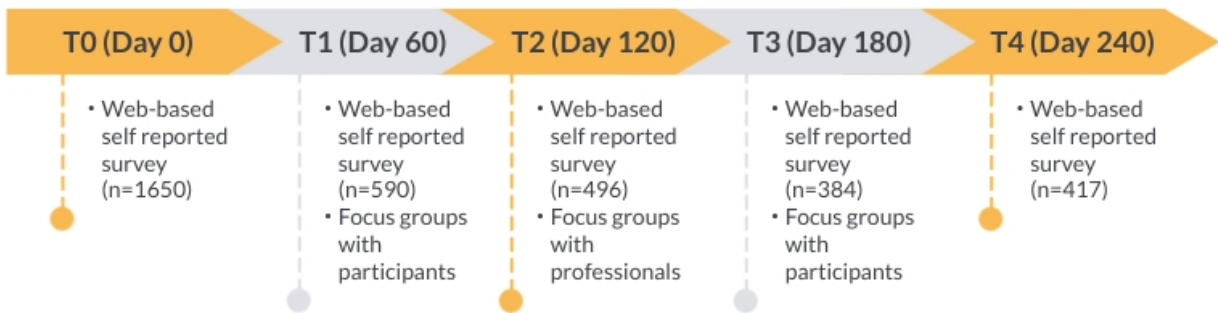 T0 (Day 0)
T1 (Day 60)
T2 (Day 120)
T3 (Day 180)
T4 (Day 240)
• Web-based
self reported
survey
(n=1650)
• Web-based
self reported
survey
(n=590)
• Focus groups
with
participants
• Web-based
self reported
survey
(n=496)
• Focus groups
with
professionals
• Web-based
self reported
survey
(n=384)
• Focus groups
with
participants
• Web-based
self reported
survey
(n=417)